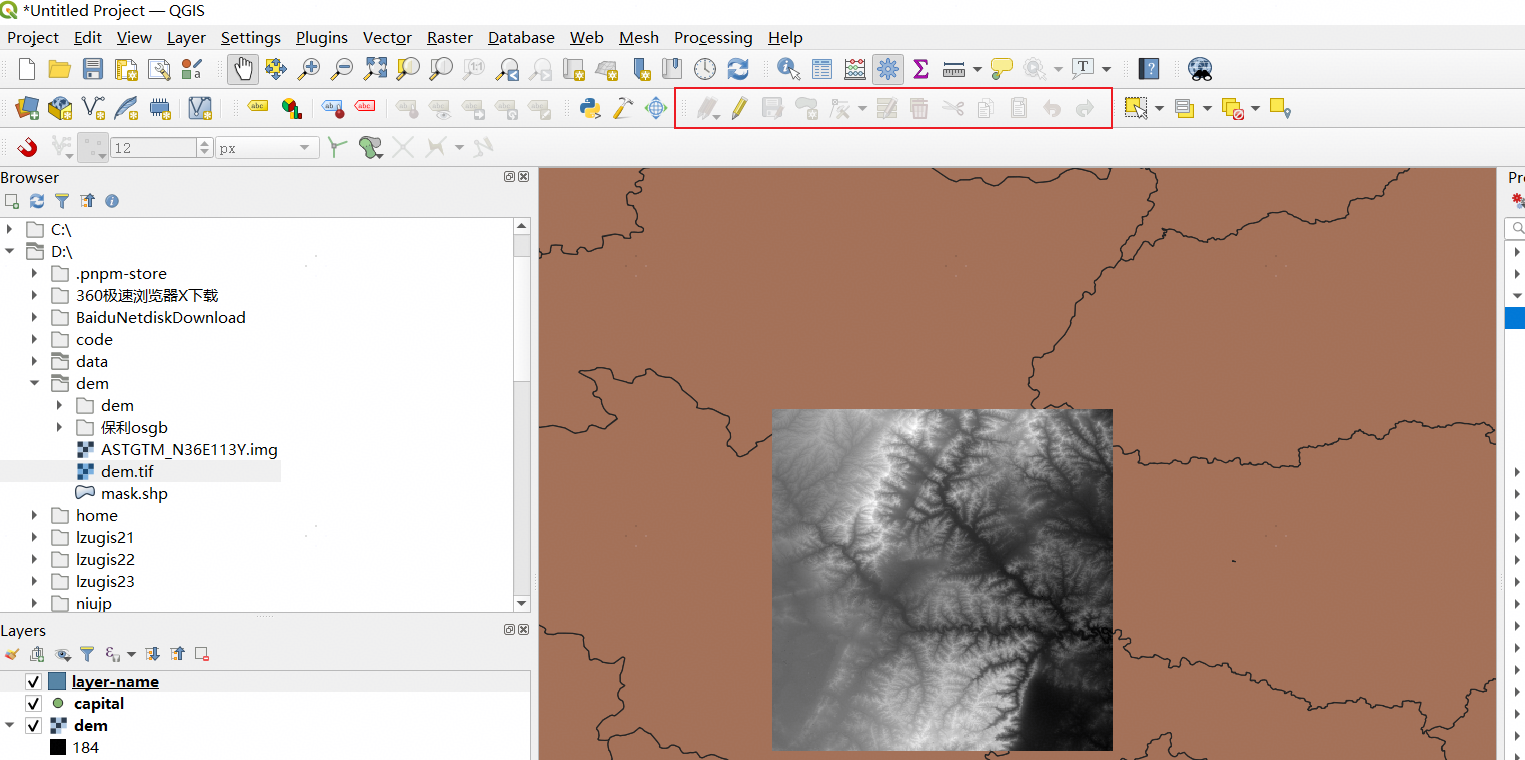 *Untitled Project — QGIS
Project Edit View Layer Settings Plugins Vector Raster Database Web Mesh Processing Help
12 px
Browser
C:\
D:\
.pnpm-store
360极速浏览器X下载
BaiduNetdiskDownload
code
data
dem
dem
保利osgb
ASTGTM_N36E113Y.img
dem.tif
mask.shp
home
lzugis21
lzugis22
lzugis23
niujp
Layers
layer-name
capital
dem
184